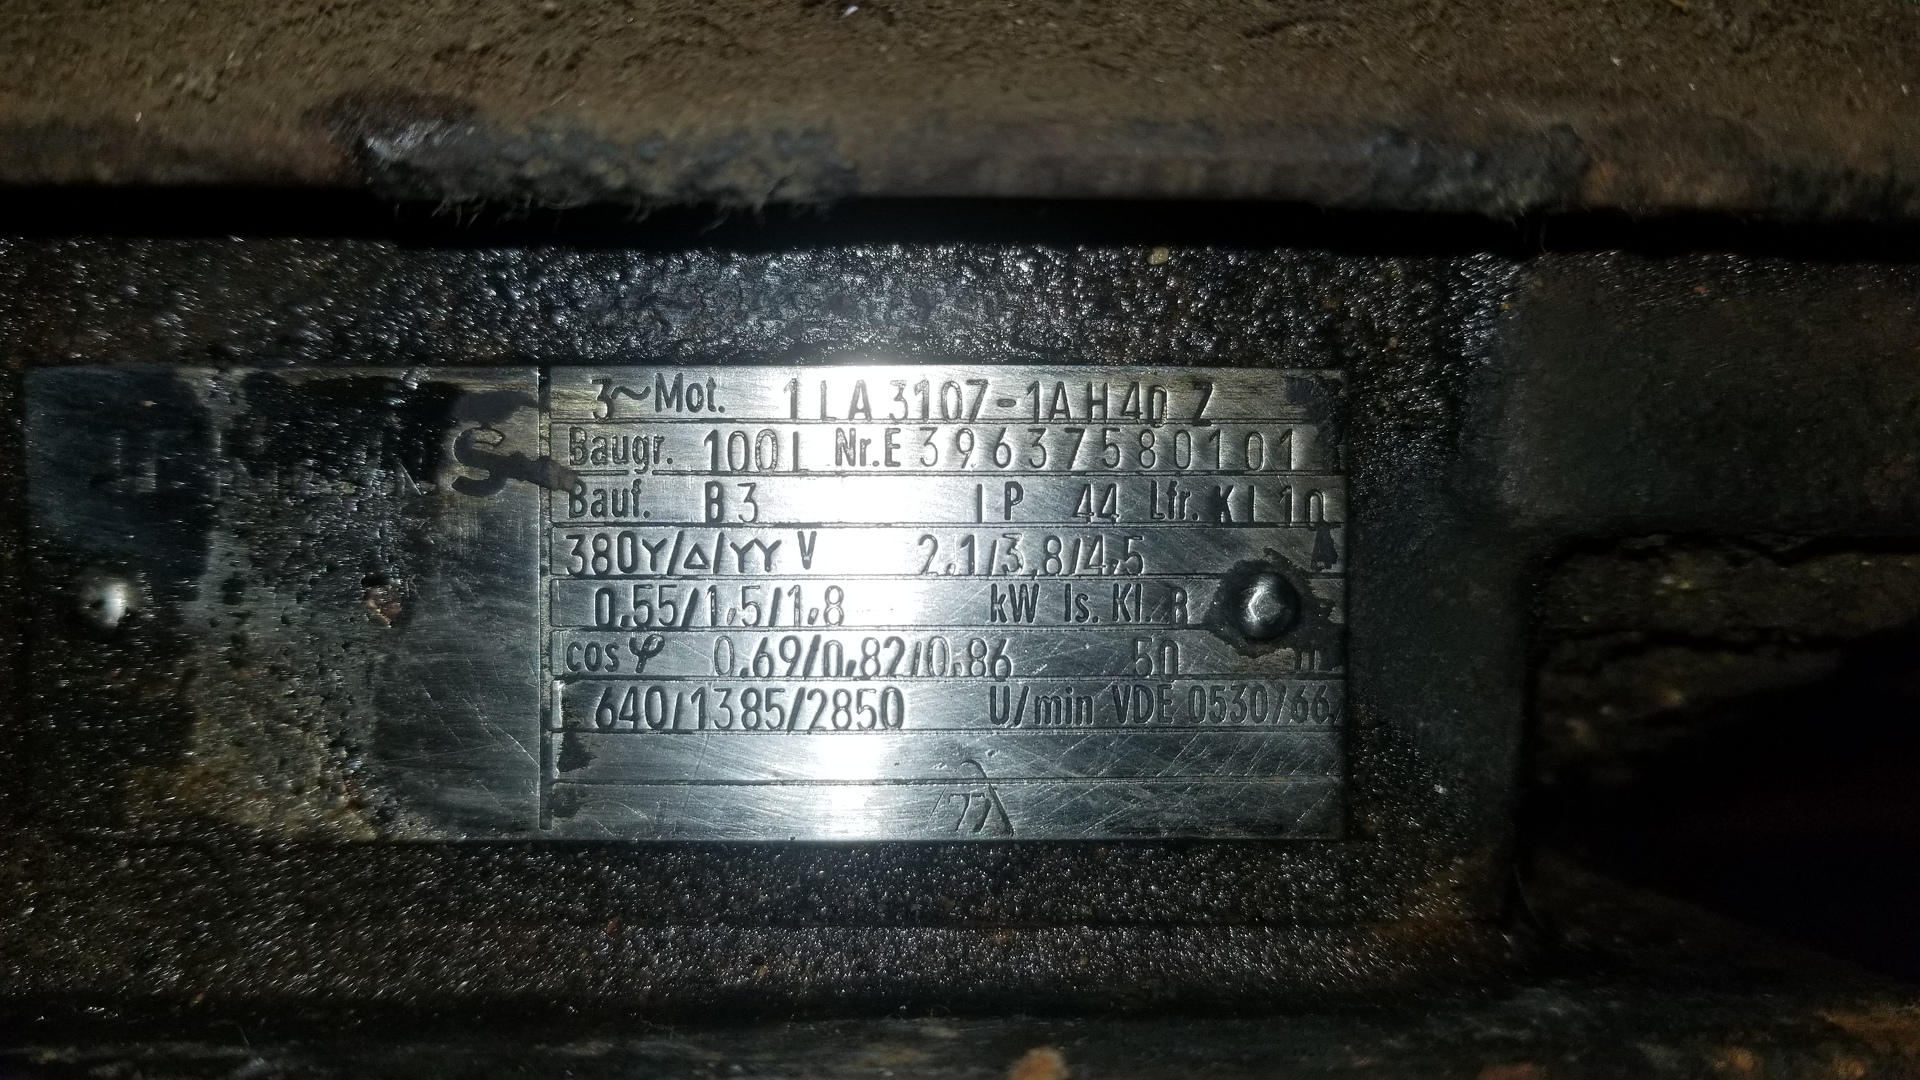 3~Mot. 1LA3107-1AH40 Z
Baugr. 100L Nr.E 39637580101
Bauf. B3 IP 44 Lfr. KL 10
380Y/△/YY V 2,1/3,8/4,5 A
0,55/1,5/1,8 kW Is. Kl. B
cos φ 0,69/0,82/0,86 50
640/1385/2850 U/min VDE 0530/66